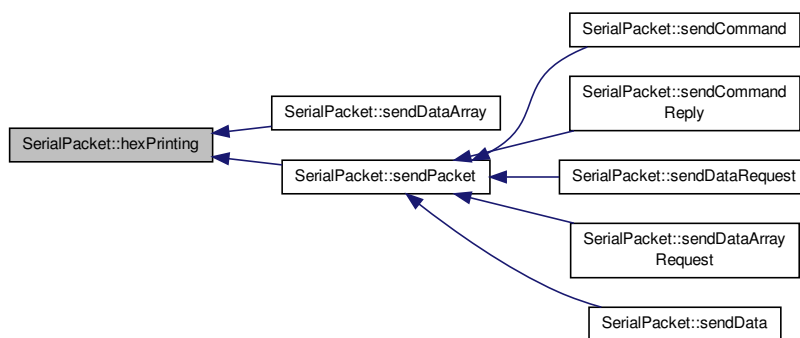 SerialPacket::sendCommand
SerialPacket::sendCommand
Reply
SerialPacket::sendDataArray
SerialPacket::hexPrinting
SerialPacket::sendPacket
SerialPacket::sendDataRequest
SerialPacket::sendDataArray
Request
SerialPacket::sendData